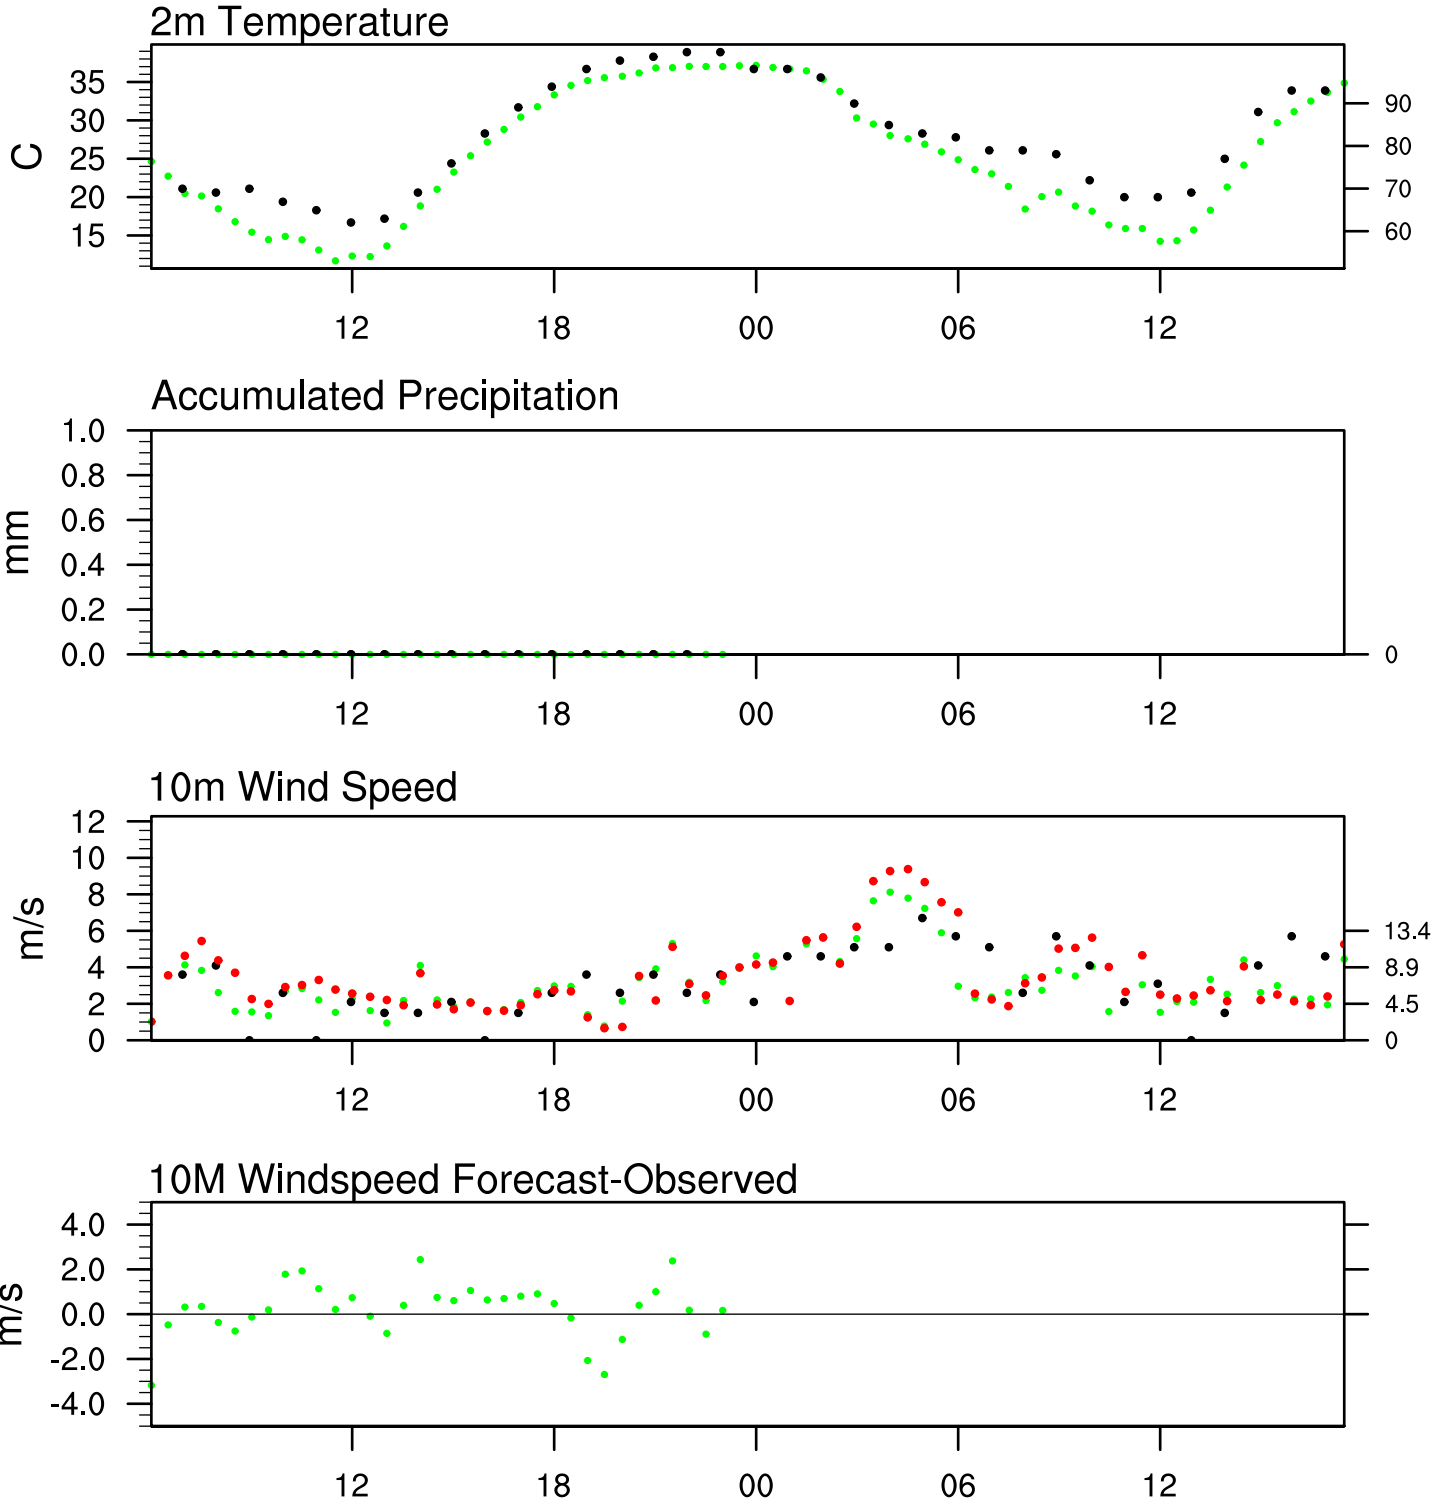 2m Temperature
35
30
25
20
15
C
90
80
70
60
12 18 00 06 12
Accumulated Precipitation
1.0
0.8
0.6
0.4
0.2
0.0
mm
0
12 18 00 06 12
10m Wind Speed
12
10
8
6
4
2
0
m/s
13.4
8.9
4.5
0
12 18 00 06 12
10M Windspeed Forecast-Observed
4.0
2.0
0.0
-2.0
-4.0
m/s
12 18 00 06 12